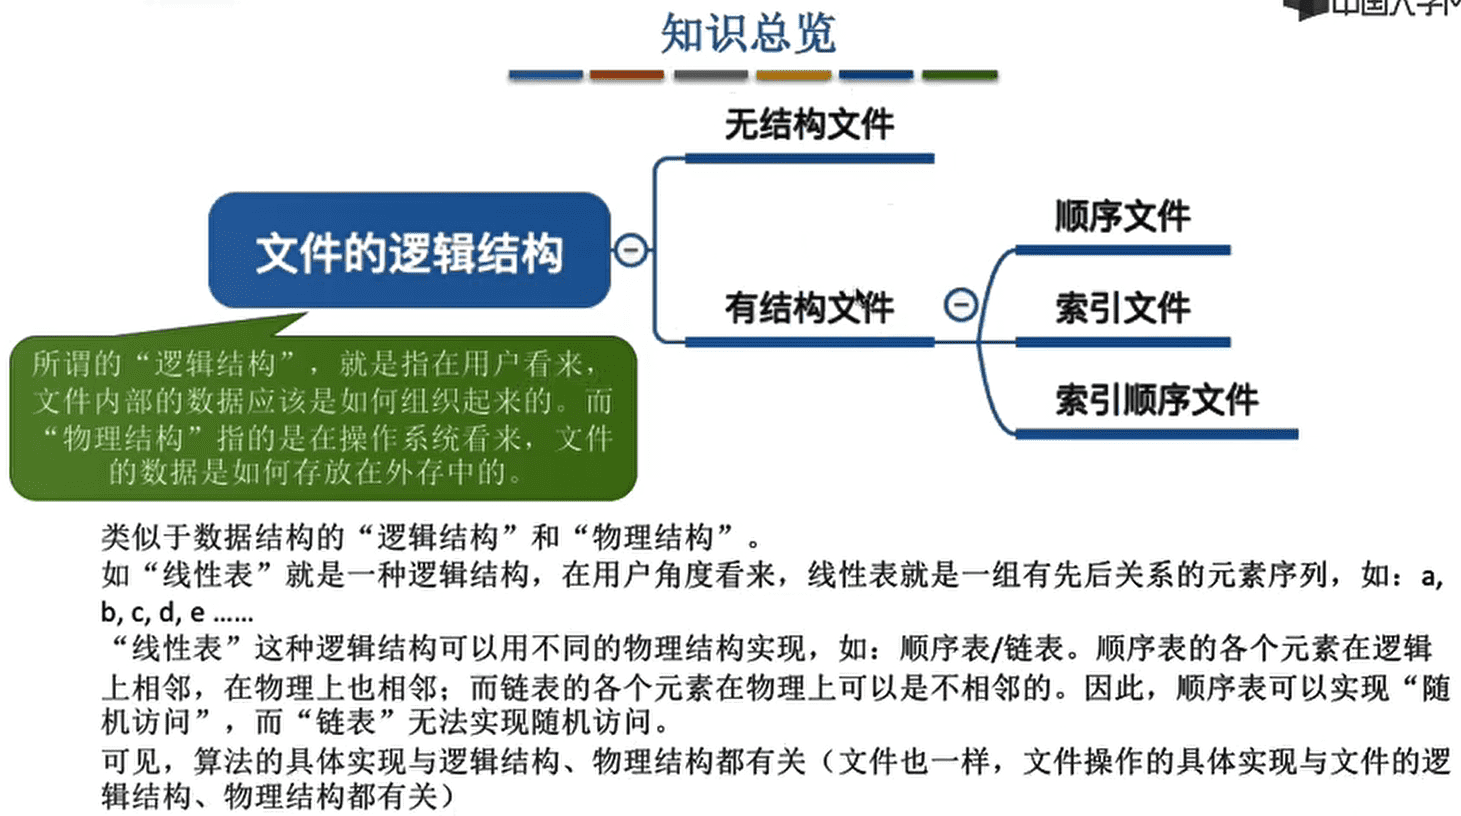 知识总览
无结构文件
顺序文件
文件的逻辑结构
有结构文件
索引文件
索引顺序文件
所谓的“逻辑结构”，就是指在用户看来，
文件内部的数据应该是如何组织起来的。而
“物理结构”指的是在操作系统看来，文件
的数据是如何存放在外存中的。
类似于数据结构的“逻辑结构”和“物理结构”。
如“线性表”就是一种逻辑结构，在用户角度看来，线性表就是一组有先后关系的元素序列，如：a,
b, c, d, e ……
“线性表”这种逻辑结构可以用不同的物理结构实现，如：顺序表/链表。顺序表的各个元素在逻辑
上相邻，在物理上也相邻；而链表的各个元素在物理上可以是不相邻的。因此，顺序表可以实现“随
机访问”，而“链表”无法实现随机访问。
可见，算法的具体实现与逻辑结构、物理结构都有关（文件也一样，文件操作的具体实现与文件的逻
辑结构、物理结构都有关）